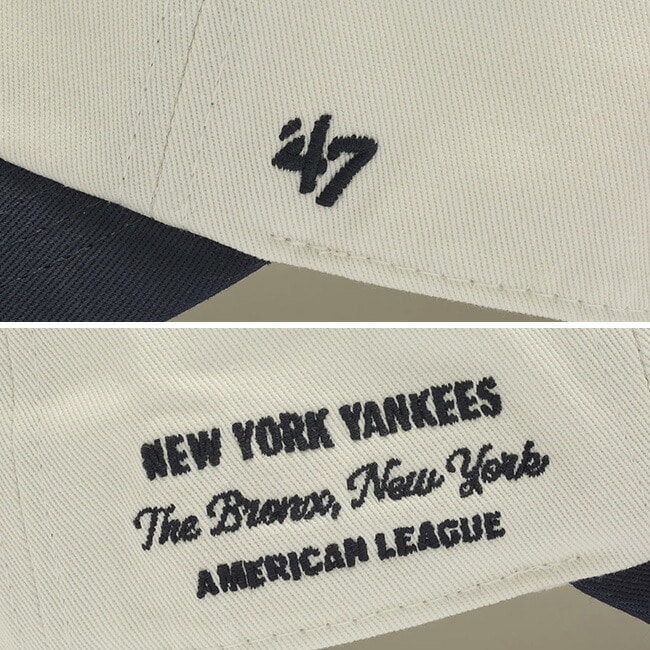 '47
NEW YORK YANKEES
The Bronx, New York
AMERICAN LEAGUE